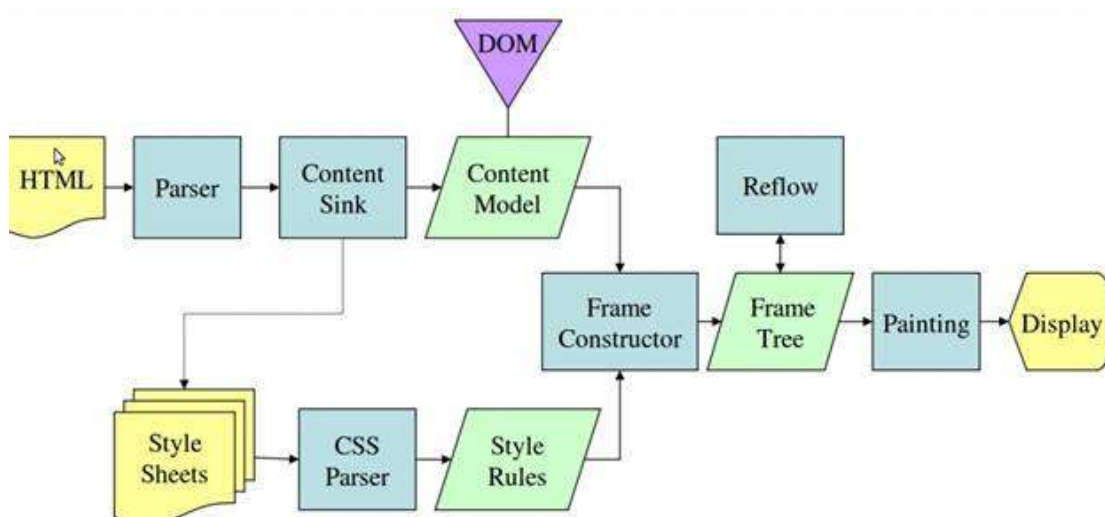 DOM
HTML
Parser
Content
Sink
Content
Model
Reflow
Frame
Constructor
Frame
Tree
Painting
Display
Style
Sheets
CSS
Parser
Style
Rules